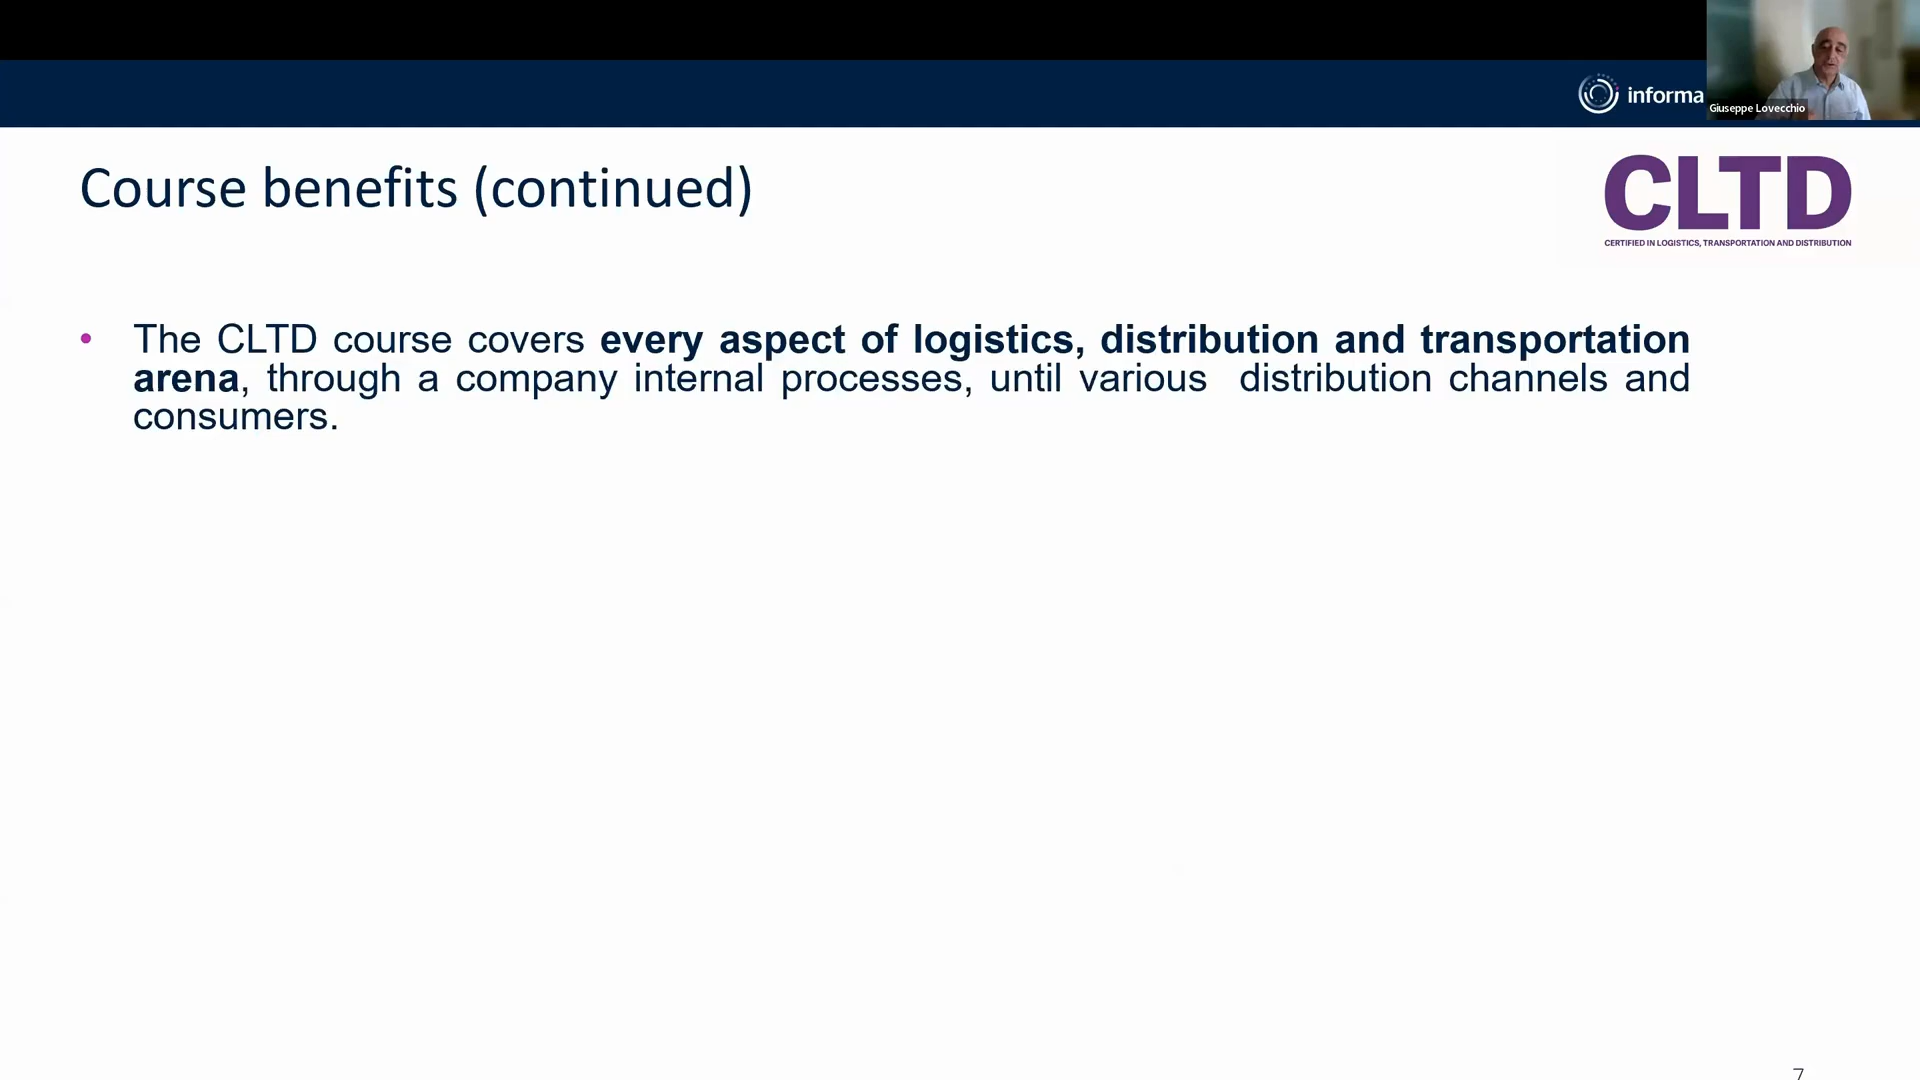 informa
Giuseppe Lovecchio
Course benefits (continued)
CLTD
CERTIFIED IN LOGISTICS, TRANSPORTATION AND DISTRIBUTION
• The CLTD course covers every aspect of logistics, distribution and transportation
arena, through a company internal processes, until various distribution channels and
consumers.
7